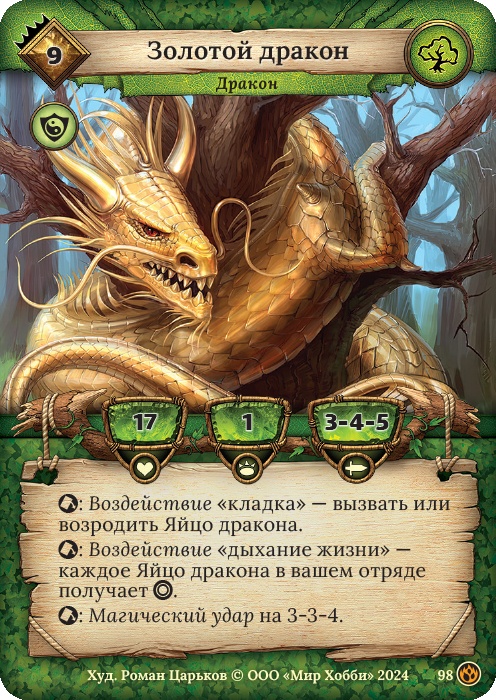 9
Золотой дракон
Дракон
17
1
3-4-5
: Воздействие «кладка» — вызвать или
возродить Яйцо дракона.
: Воздействие «дыхание жизни» —
каждое Яйцо дракона в вашем отряде
получает .
: Магический удар на 3-3-4.
Худ. Роман Царьков © ООО «Мир Хобби» 2024
98